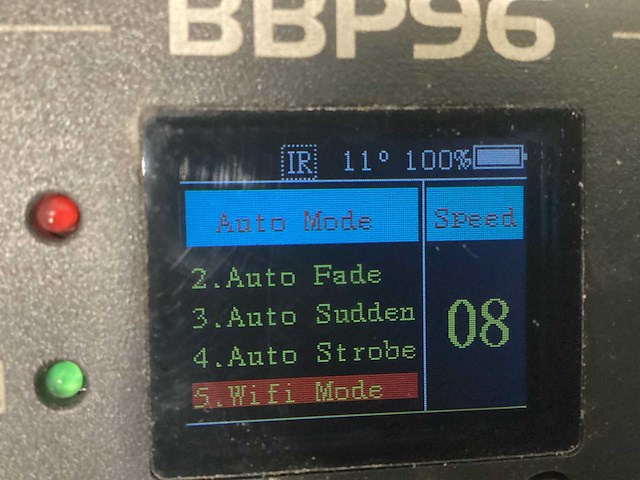 BBP96
IR 11° 100%
Auto Mode Speed
2.Auto Fade
3.Auto Sudden
4.Auto Strobe
5.Wifi Mode
08